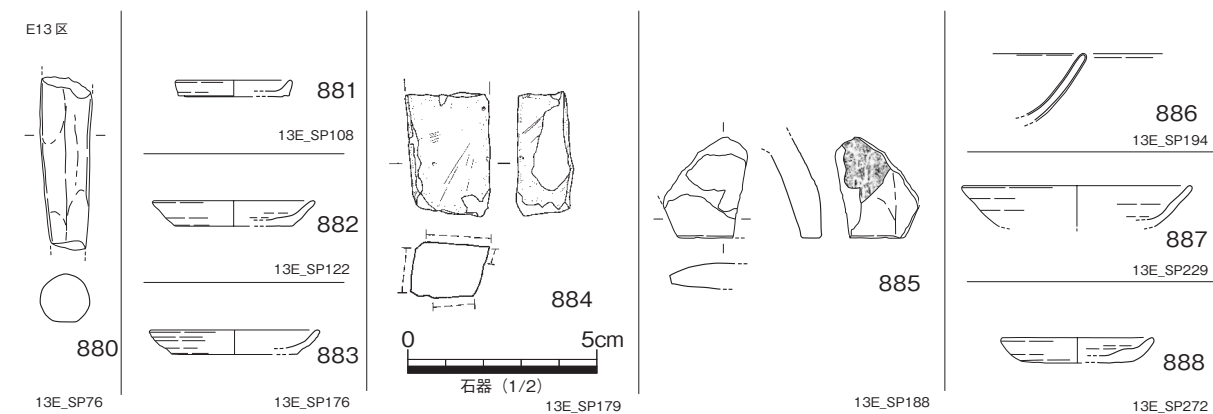 E13 区
880
13E_SP76
881
13E_SP108
882
13E_SP122
883
13E_SP176
884
0 5cm
石器（1/2）
13E_SP179
885
13E_SP188
886
13E_SP194
887
13E_SP229
888
13E_SP272